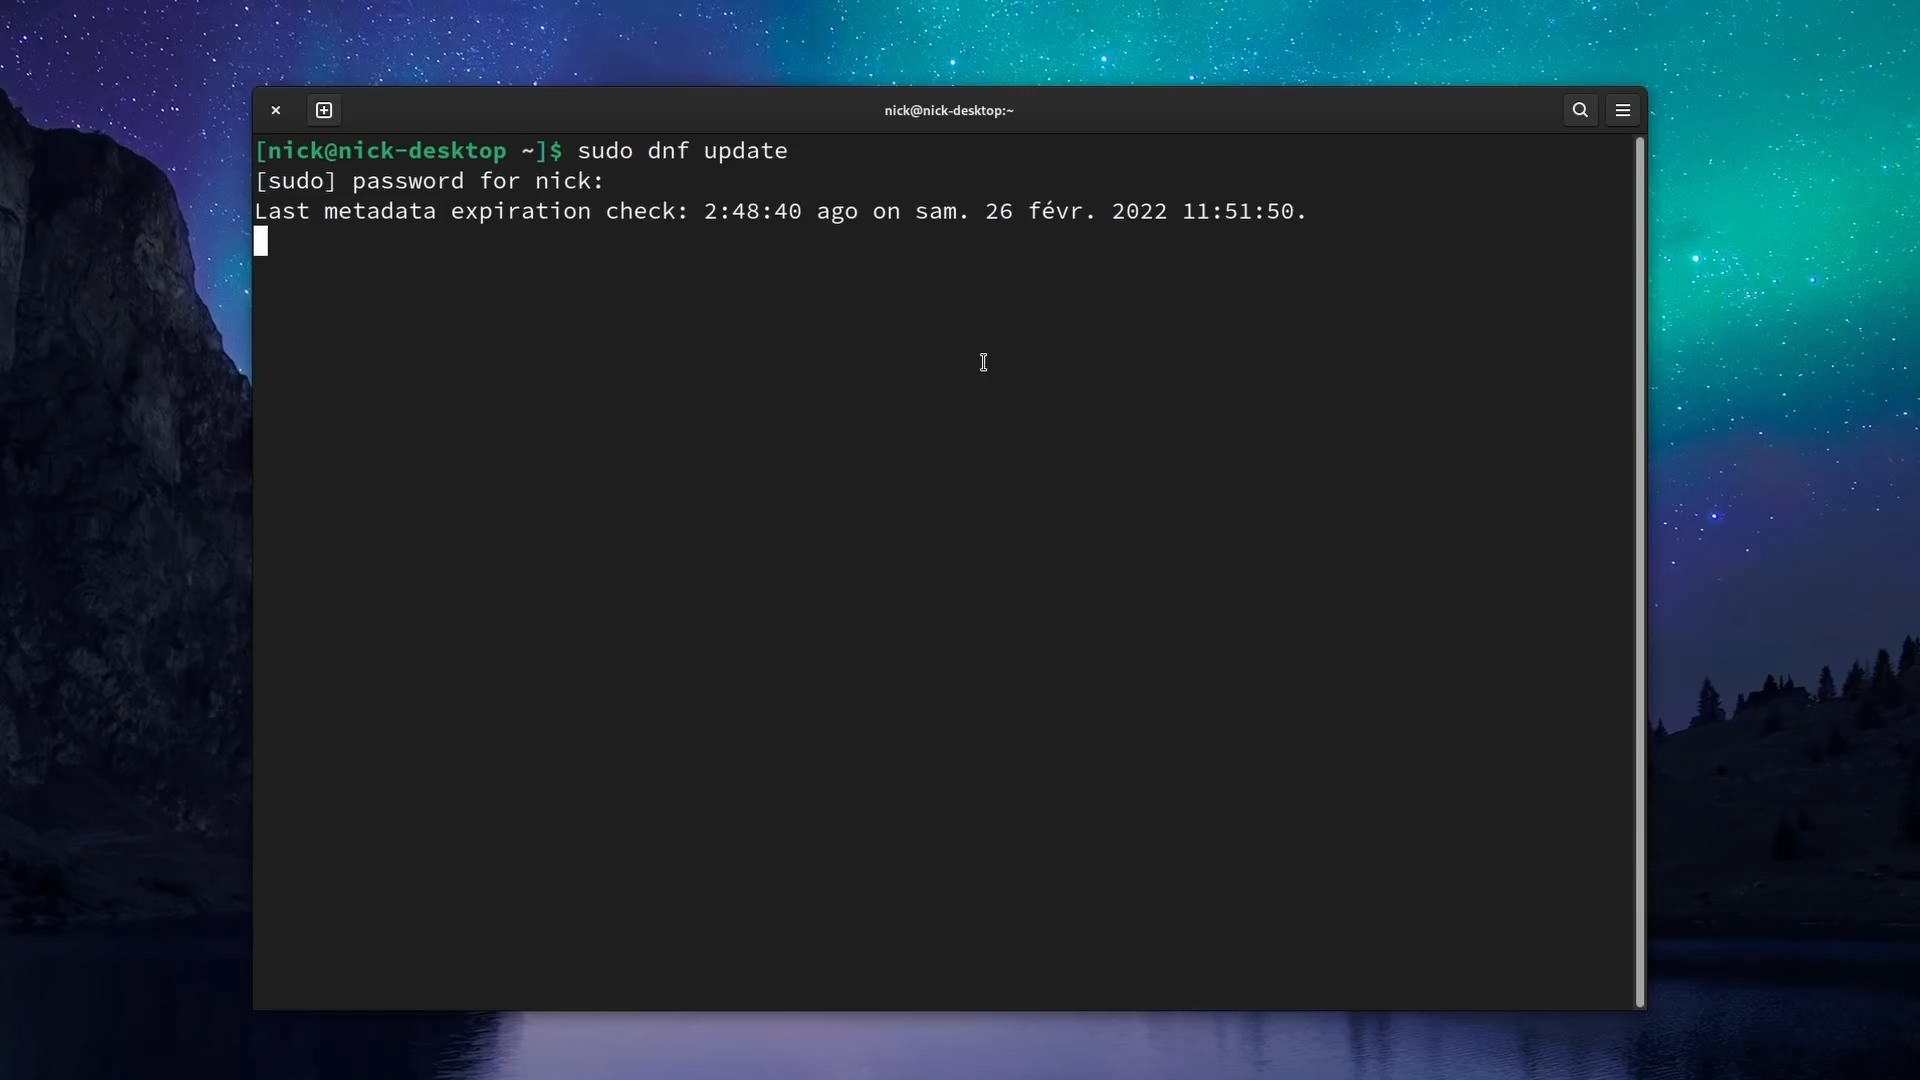 nick@nick-desktop:~
[nick@nick-desktop ~]$ sudo dnf update
[sudo] password for nick:
Last metadata expiration check: 2:48:40 ago on sam. 26 févr. 2022 11:51:50.